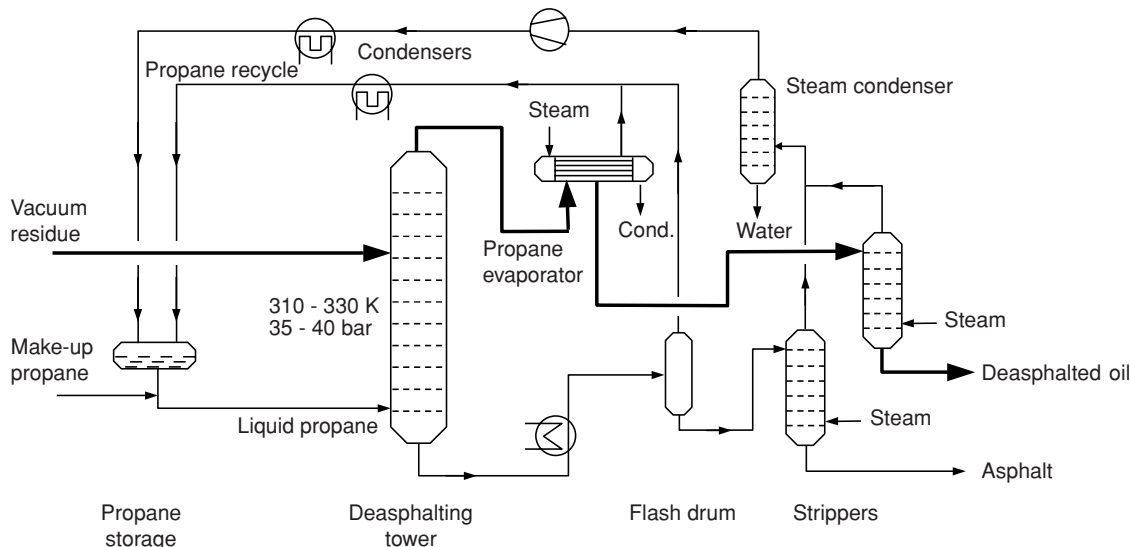 Condensers
Propane recycle
Steam condenser
Steam
Vacuum
residue
Cond.
Water
Propane
evaporator
310 - 330 K
35 - 40 bar
Steam
Make-up
propane
Deasphalted oil
Liquid propane
Steam
Asphalt
Propane
storage
Deasphalting
tower
Flash drum
Strippers